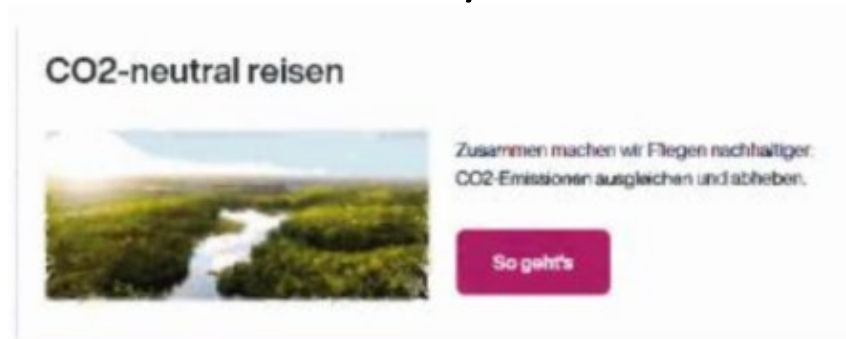 CO2-neutral reisen
Zusammen machen wir Fliegen nachhaltiger.
CO2-Emissionen ausgleichen und abheben.
So geht's